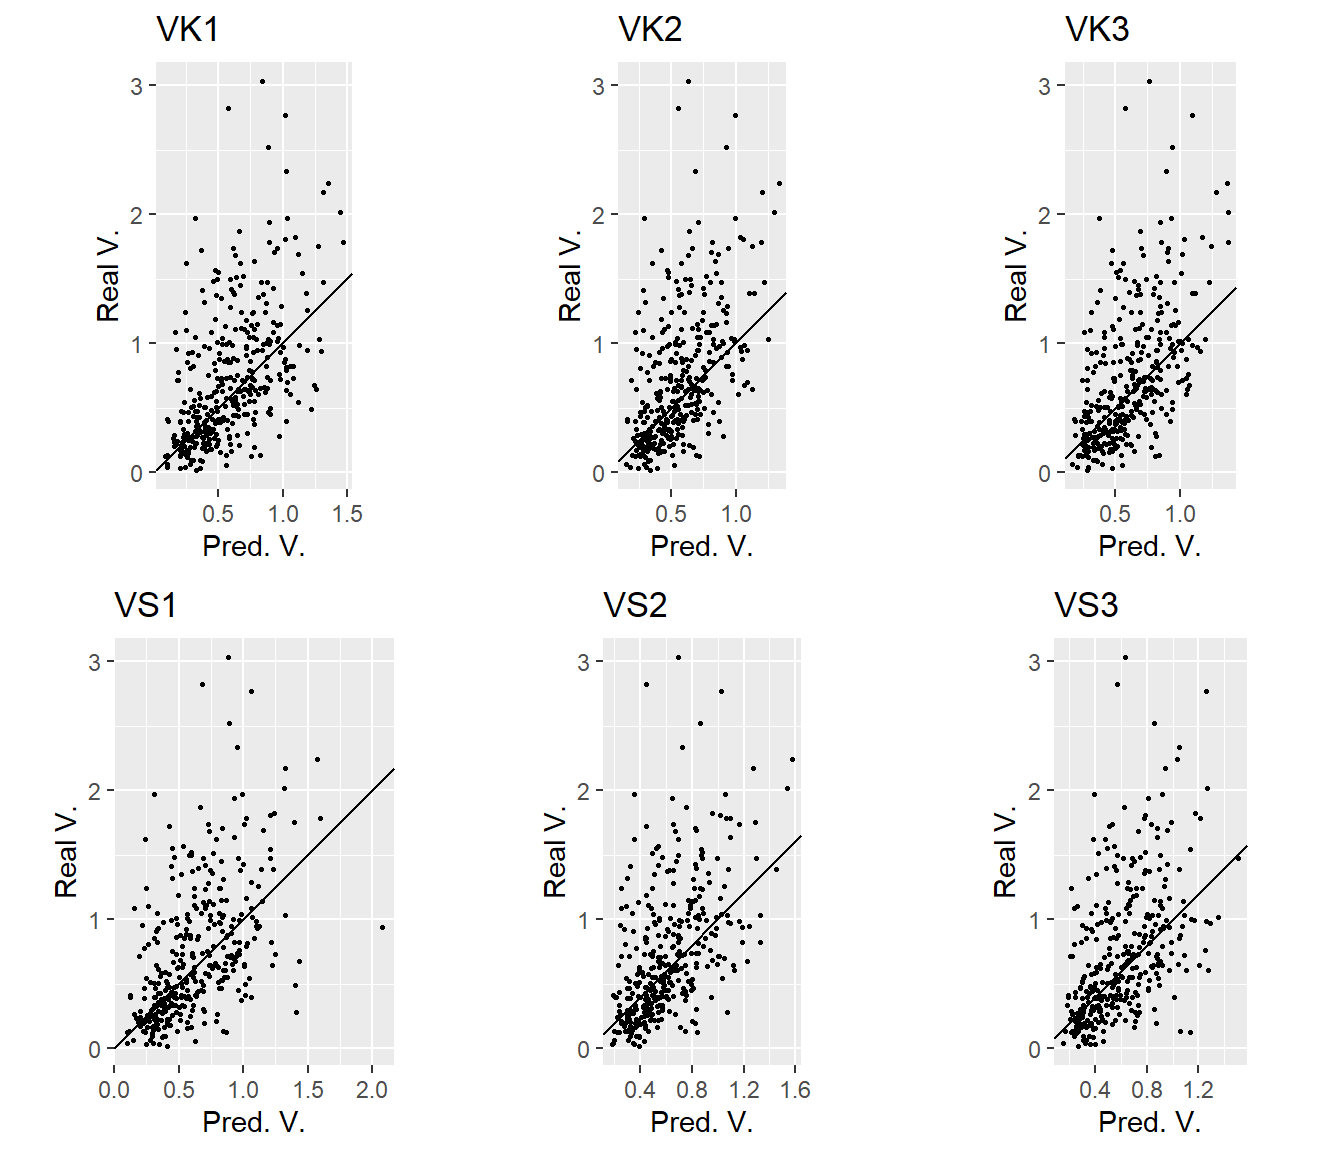 VK1 VK2 VK3
3 3 3
2 2 2
Real V. Real V. Real V.
1 1 1
0 0 0
0.5 1.0 1.5 0.5 1.0 0.5 1.0
Pred. V. Pred. V. Pred. V.
VS1 VS2 VS3
3 3 3
2 2 2
Real V. Real V. Real V.
1 1 1
0 0 0
0.0 0.5 1.0 1.5 2.0 0.4 0.8 1.2 1.6 0.4 0.8 1.2
Pred. V. Pred. V. Pred. V.